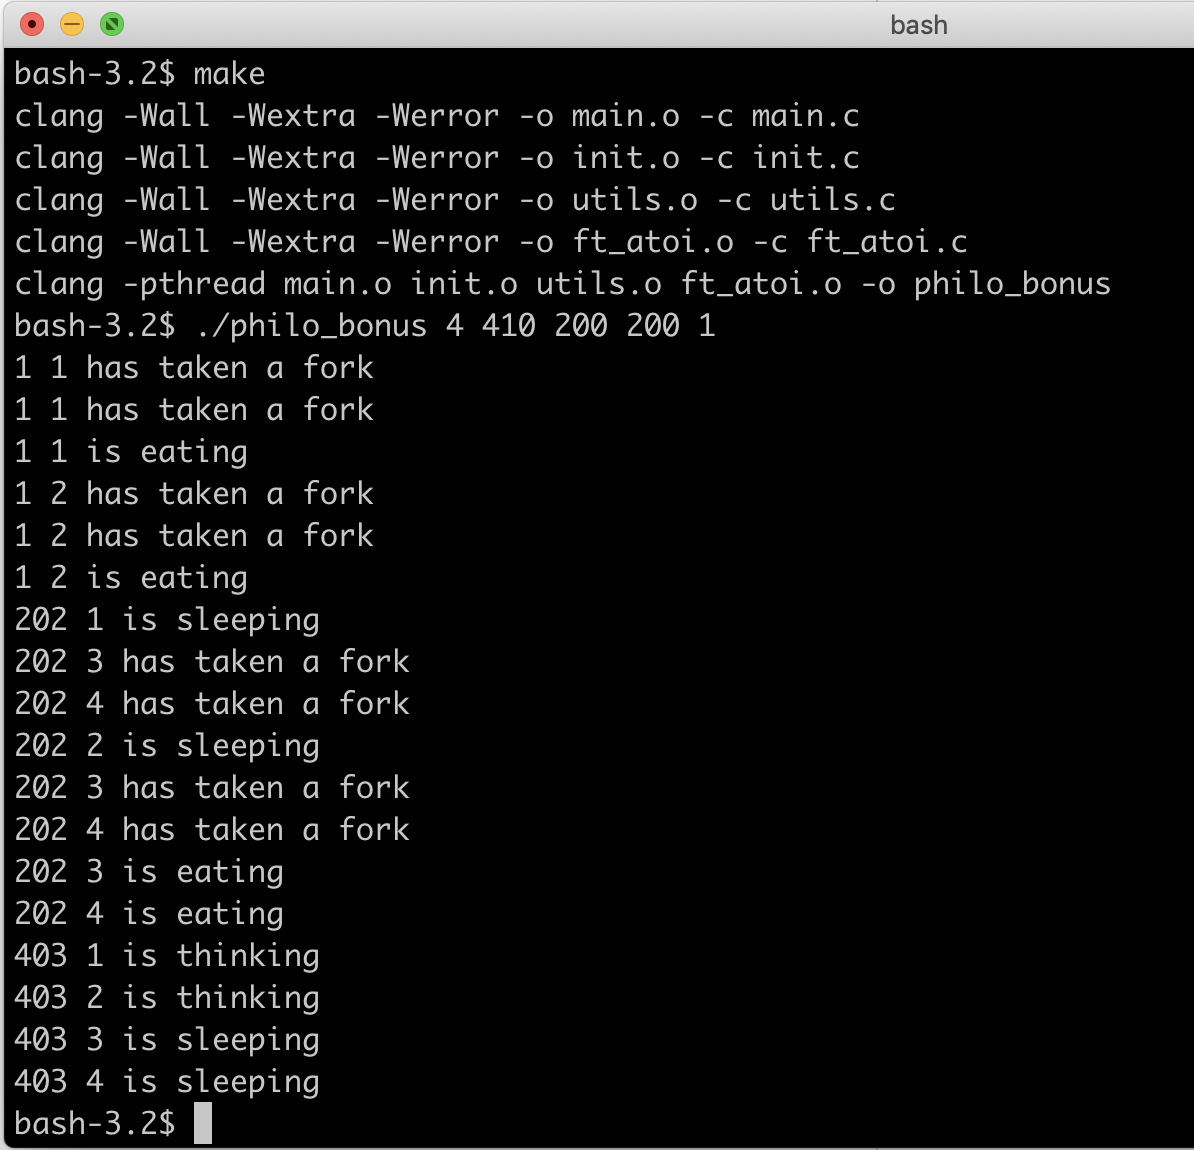 bash
bash-3.2$ make
clang -Wall -Wextra -Werror -o main.o -c main.c
clang -Wall -Wextra -Werror -o init.o -c init.c
clang -Wall -Wextra -Werror -o utils.o -c utils.c
clang -Wall -Wextra -Werror -o ft_atoi.o -c ft_atoi.c
clang -pthread main.o init.o utils.o ft_atoi.o -o philo_bonus
bash-3.2$ ./philo_bonus 4 410 200 200 1
1 1 has taken a fork
1 1 has taken a fork
1 1 is eating
1 2 has taken a fork
1 2 has taken a fork
1 2 is eating
202 1 is sleeping
202 3 has taken a fork
202 4 has taken a fork
202 2 is sleeping
202 3 has taken a fork
202 4 has taken a fork
202 3 is eating
202 4 is eating
403 1 is thinking
403 2 is thinking
403 3 is sleeping
403 4 is sleeping
bash-3.2$